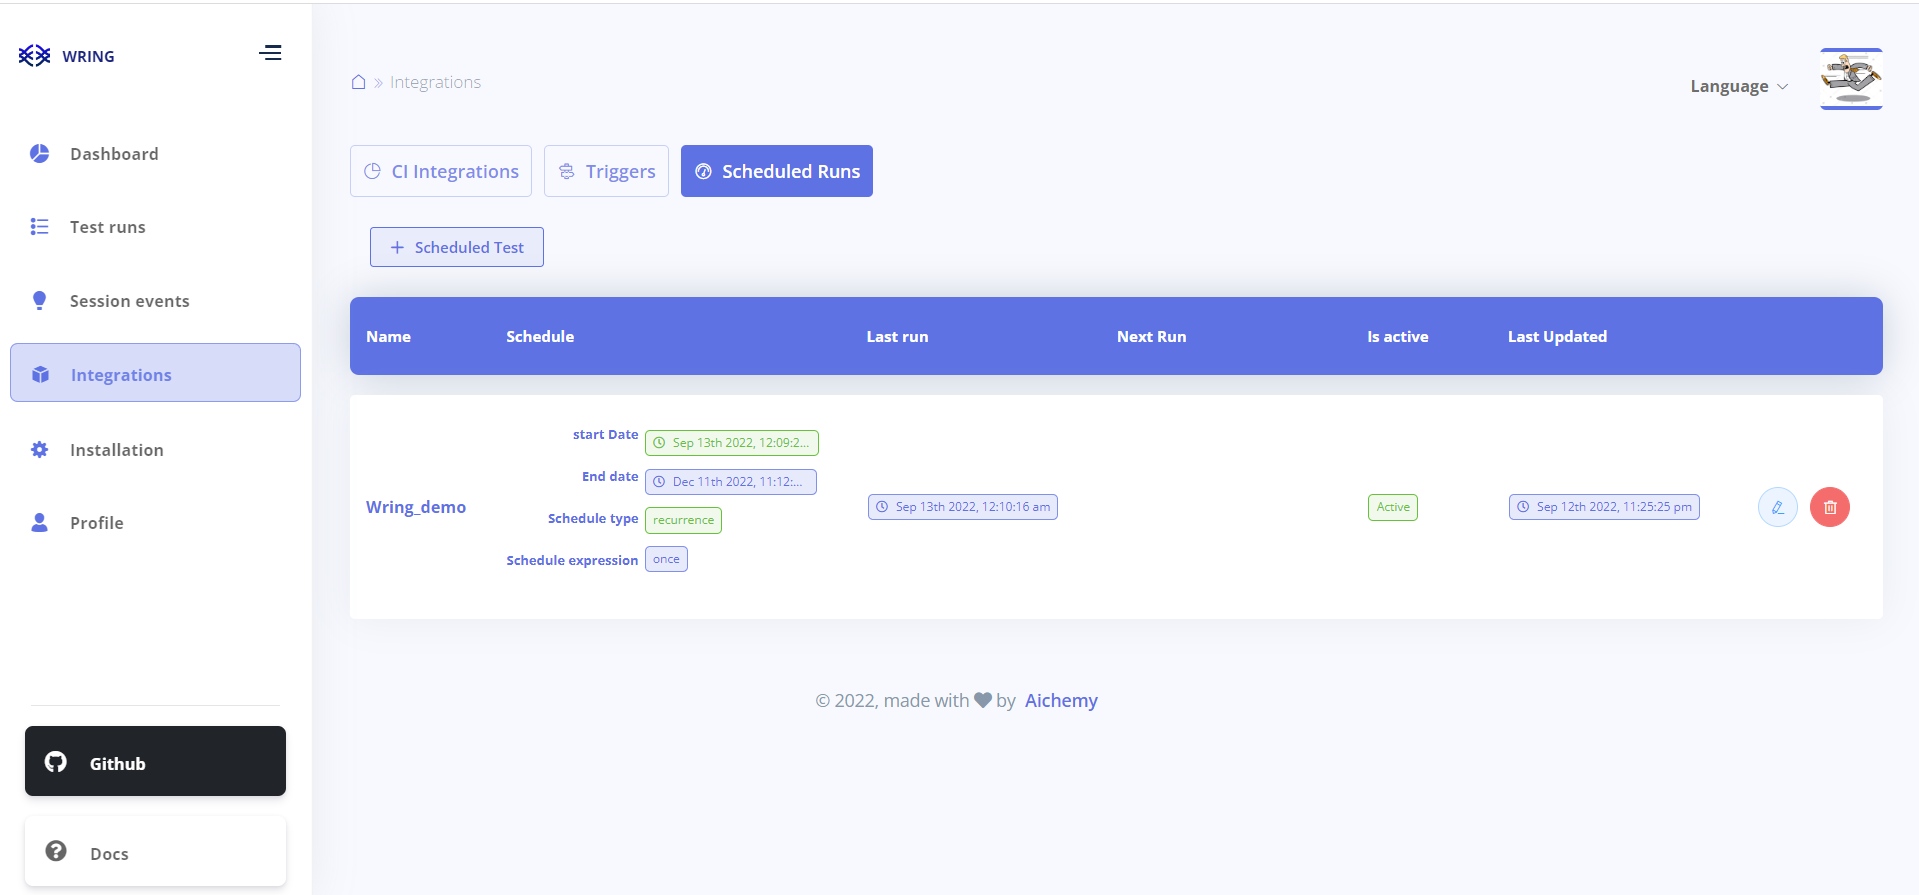 WRING
Dashboard
Test runs
Session events
Integrations
Installation
Profile
Github
Docs
» Integrations
Language
CI Integrations
Triggers
Scheduled Runs
+ Scheduled Test
Name Schedule Last run Next Run Is active Last Updated
Wring_demo
start Date Sep 13th 2022, 12:09:2...
End date Dec 11th 2022, 11:12:...
Schedule type recurrence
Schedule expression once
Sep 13th 2022, 12:10:16 am
Active
Sep 12th 2022, 11:25:25 pm
© 2022, made with ♥ by Aichemy